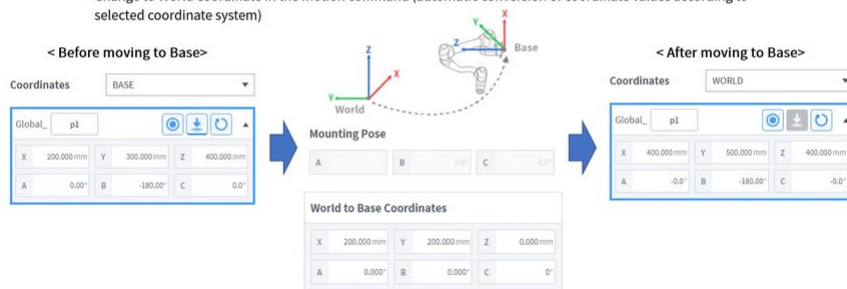 selected coordinate system)
< Before moving to Base>
Coordinates BASE
Global_ p1
X 200.000 mm Y 300.000 mm Z 400.000 mm
A 0.00° B -180.00° C 0.0°
Z X Y
World
X Y Z
Base
Mounting Pose
A B 0.0° C 0.0°
World to Base Coordinates
X 200.000 mm Y 200.000 mm Z 0.000 mm
A 0.000° B 0.000° C 0°
< After moving to Base>
Coordinates WORLD
Global_ p1
X 400.000 mm Y 500.000 mm Z 400.000 mm
A -0.0° B -180.00° C -0.0°